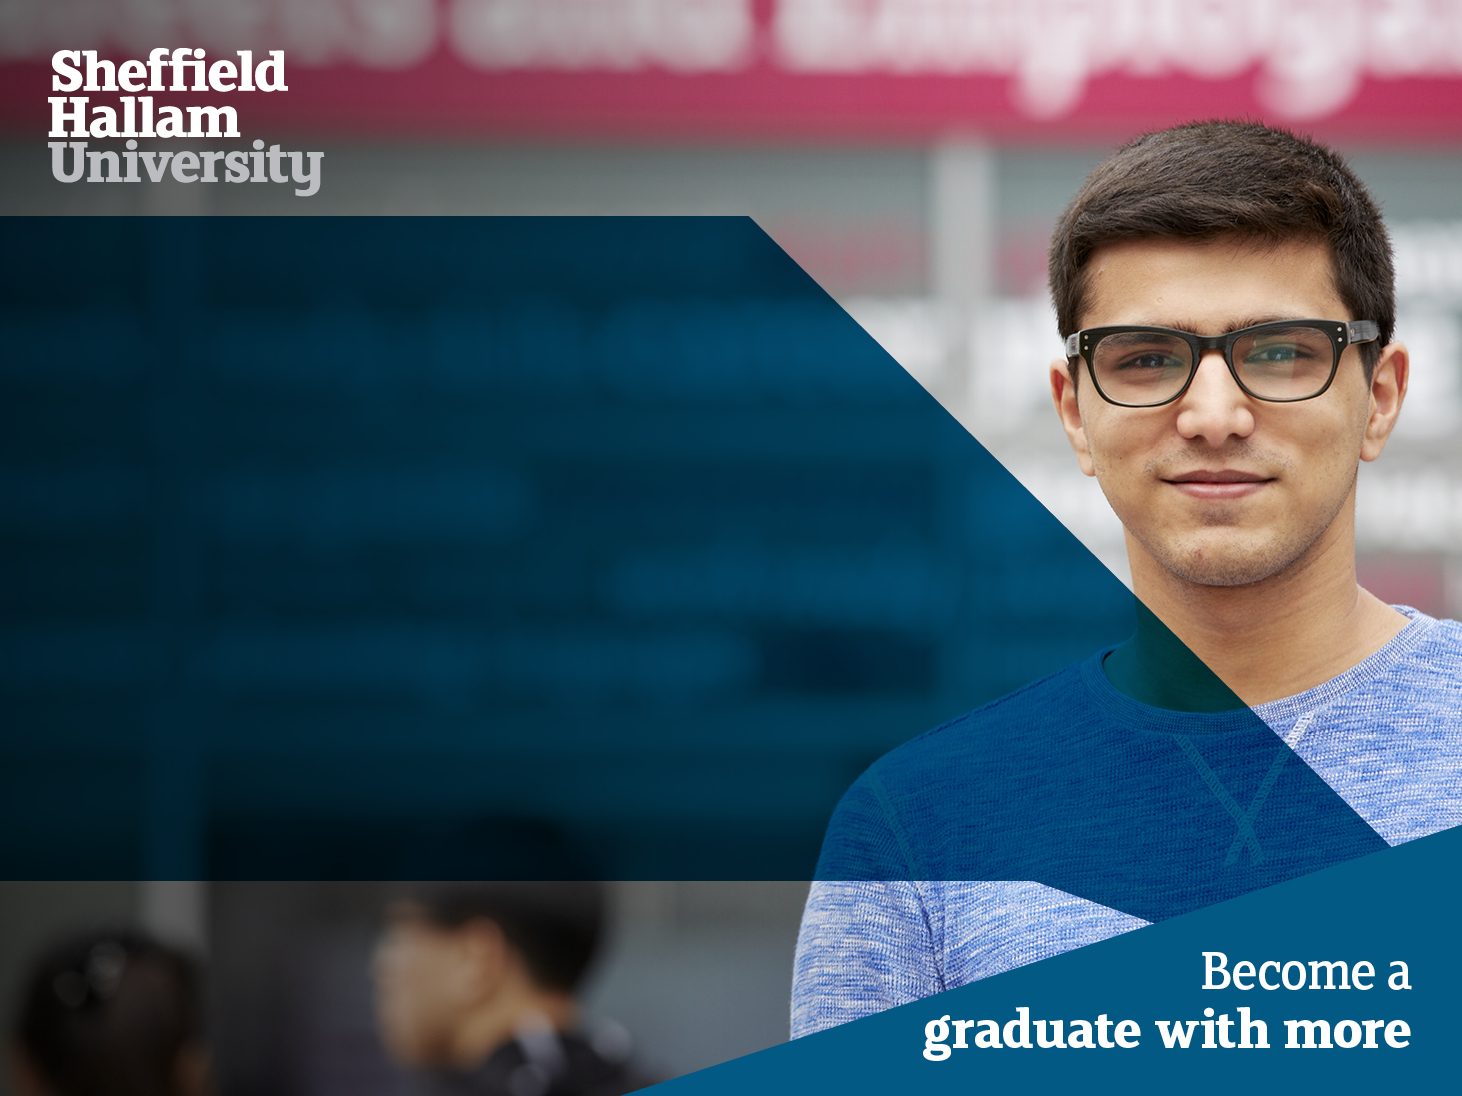 Sheffield
Hallam
University
Become a
graduate with more